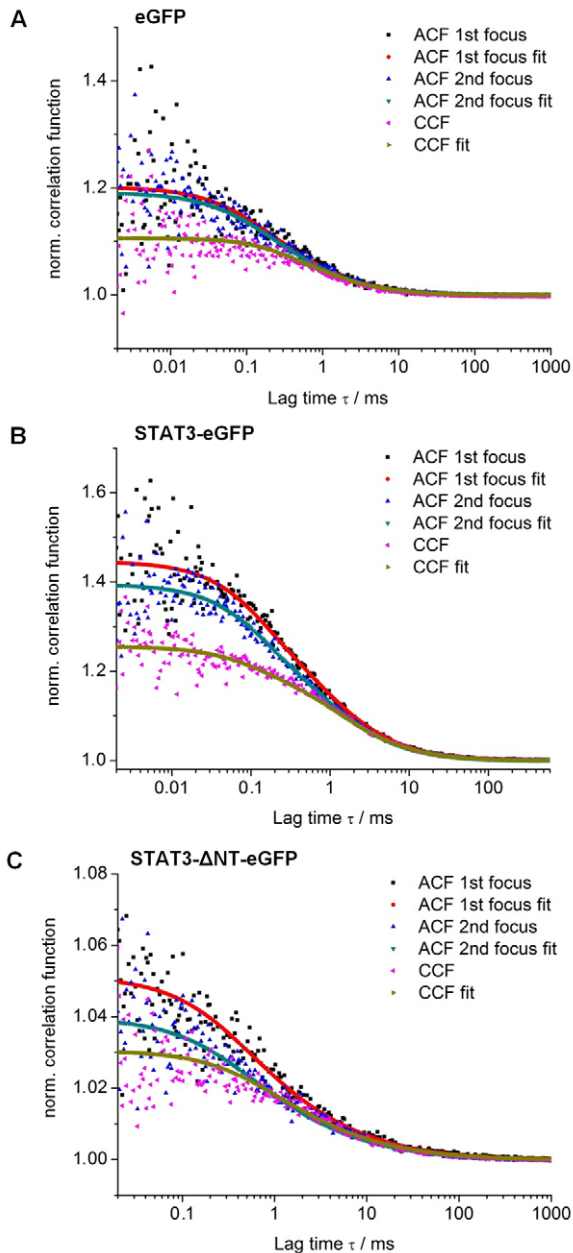 A
eGFP
ACF 1st focus
ACF 1st focus fit
ACF 2nd focus
ACF 2nd focus fit
CCF
CCF fit
norm. correlation function
1.4
1.2
1.0
0.01 0.1 1 10 100 1000
Lag time τ / ms
B
STAT3-eGFP
ACF 1st focus
ACF 1st focus fit
ACF 2nd focus
ACF 2nd focus fit
CCF
CCF fit
norm. correlation function
1.6
1.4
1.2
1.0
0.01 0.1 1 10 100
Lag time τ / ms
C
STAT3-ΔNT-eGFP
ACF 1st focus
ACF 1st focus fit
ACF 2nd focus
ACF 2nd focus fit
CCF
CCF fit
norm. correlation function
1.08
1.06
1.04
1.02
1.00
0.1 1 10 100 1000
Lag time τ / ms